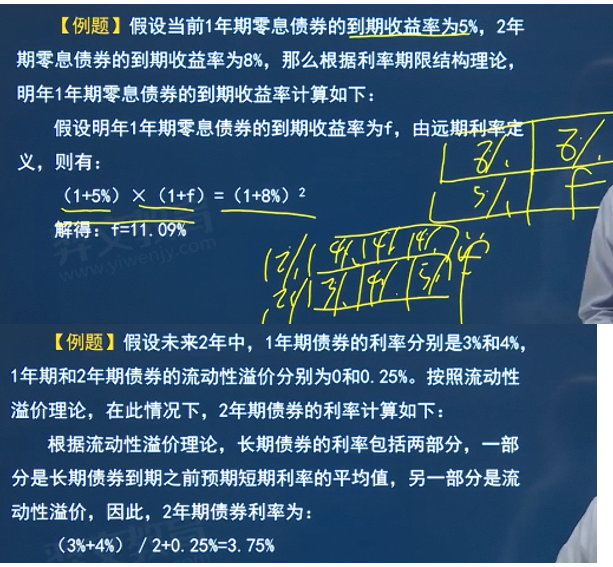 【例题】假设当前1年期零息债券的到期收益率为5%，2年
期零息债券的到期收益率为8%，那么根据利率期限结构理论，
明年1年期零息债券的到期收益率计算如下：
假设明年1年期零息债券的到期收益率为f，由远期利率定
义，则有：
（1+5%）×（1+f）=（1+8%）²
解得：f=11.09%
www.yiwenjy.com
8% 8%
5% f
【例题】假设未来2年中，1年期债券的利率分别是3%和4%，
1年期和2年期债券的流动性溢价分别为0和0.25%。按照流动性
溢价理论，在此情况下，2年期债券的利率计算如下：
根据流动性溢价理论，长期债券的利率包括两部分，一部
分是长期债券到期之前预期短期利率的平均值，另一部分是流
动性溢价，因此，2年期债券利率为：
（3%+4%）/2+0.25%=3.75%